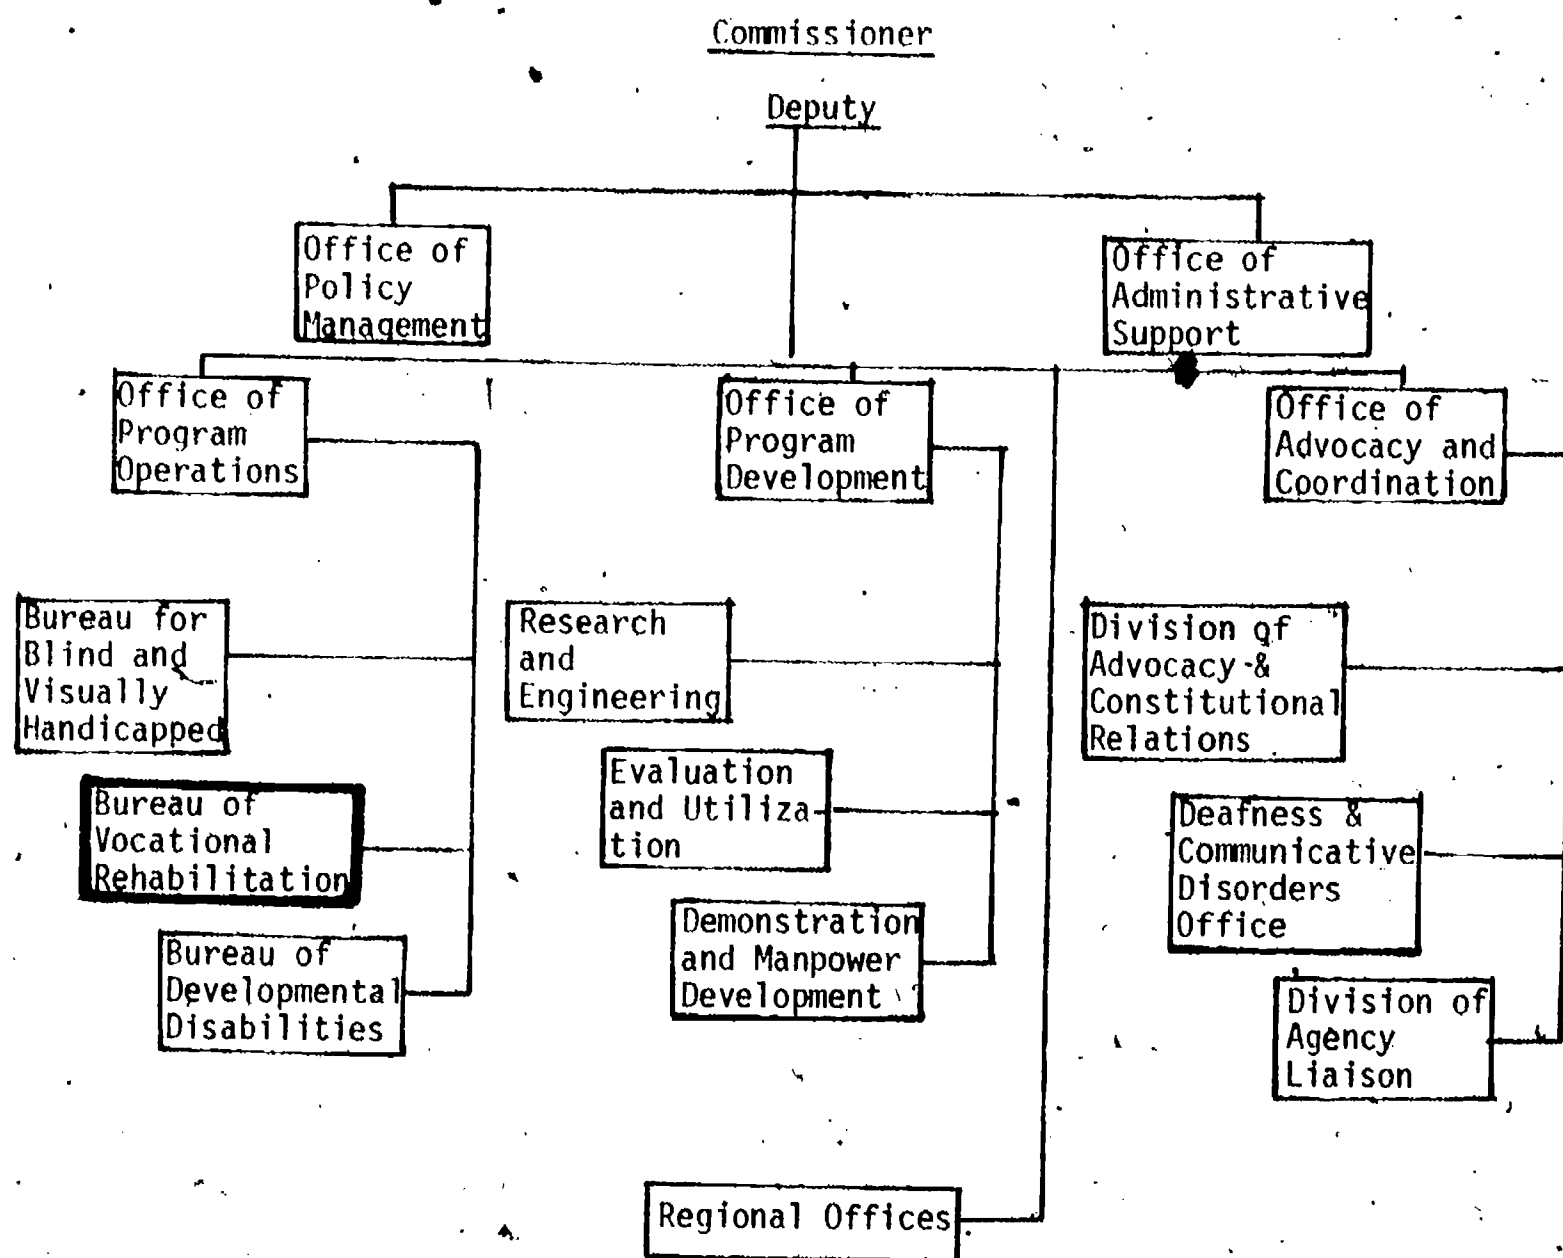 Commissioner
Deputy
Office of
Policy
Management
Office of
Administrative
Support
Office of
Program
Operations
Office of
Program
Development
Office of
Advocacy and
Coordination
Bureau for
Blind and
Visually
Handicapped
Research
and
Engineering
Division of
Advocacy &
Constitutional
Relations
Bureau of
Vocational
Rehabilitation
Evaluation
and Utiliza-
tion
Deafness &
Communicative
Disorders
Office
Bureau of
Developmental
Disabilities
Demonstration
and Manpower
Development
Division of
Agency
Liaison
Regional Offices